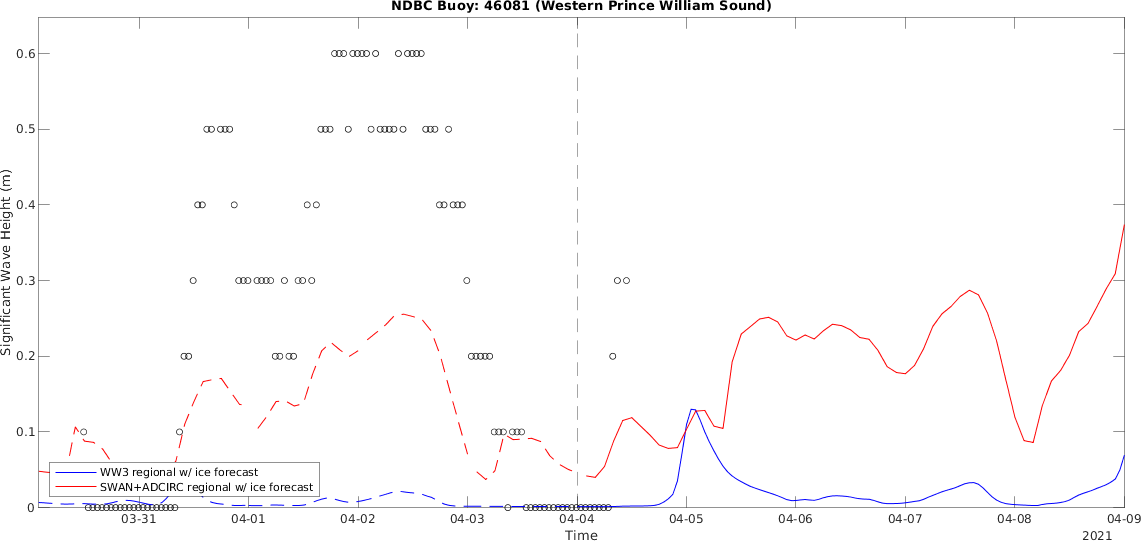 NDBC Buoy: 46081 (Western Prince William Sound)
Significant Wave Height (m)
0.6
0.5
0.4
0.3
0.2
0.1
0
WW3 regional w/ ice forecast
SWAN+ADCIRC regional w/ ice forecast
03-31 04-01 04-02 04-03 04-04 04-05 04-06 04-07 04-08 04-09
Time
2021